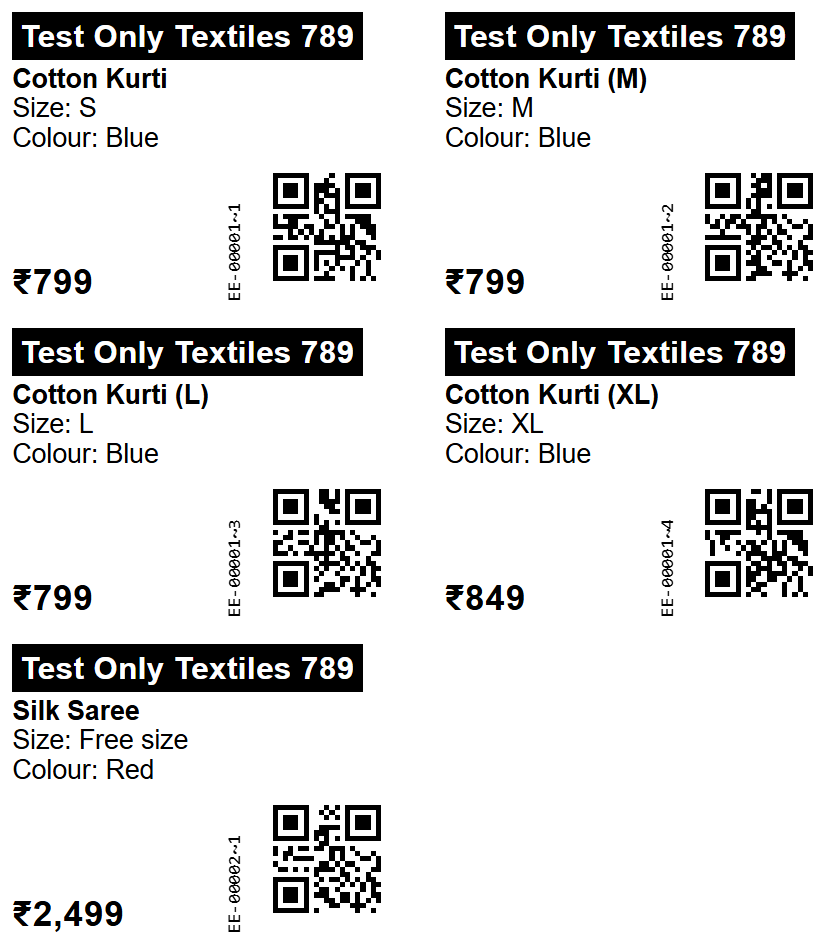 Test Only Textiles 789
Cotton Kurti
Size: S
Colour: Blue
EE-00001~1
₹799
Test Only Textiles 789
Cotton Kurti (M)
Size: M
Colour: Blue
EE-00001~2
₹799
Test Only Textiles 789
Cotton Kurti (L)
Size: L
Colour: Blue
EE-00001~3
₹799
Test Only Textiles 789
Cotton Kurti (XL)
Size: XL
Colour: Blue
EE-00001~4
₹849
Test Only Textiles 789
Silk Saree
Size: Free size
Colour: Red
EE-00002~1
₹2,499